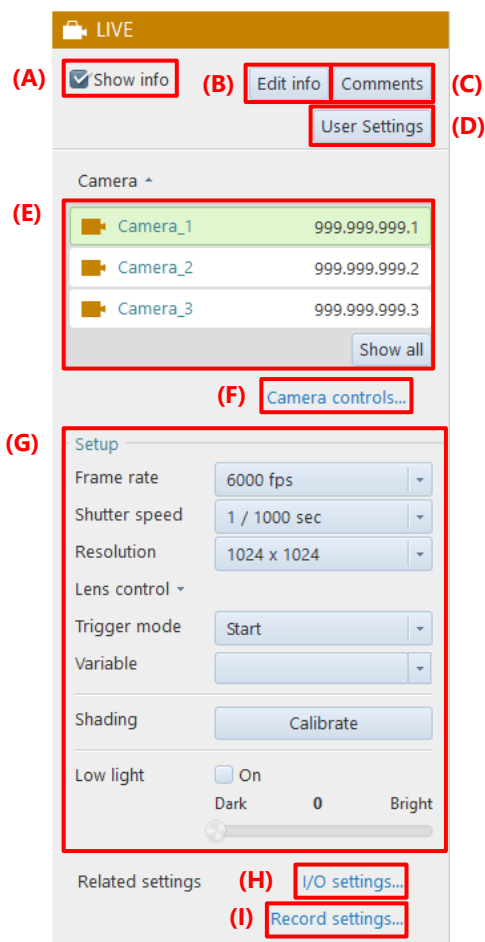 LIVE
(A) Show info (B) Edit info Comments (C)
User Settings (D)
Camera
(E)
Camera_1 999.999.999.1
Camera_2 999.999.999.2
Camera_3 999.999.999.3
Show all
(F) Camera controls...
(G)
Setup
Frame rate 6000 fps
Shutter speed 1 / 1000 sec
Resolution 1024 x 1024
Lens control
Trigger mode Start
Variable
Shading Calibrate
Low light On
Dark 0 Bright
Related settings (H) I/O settings...
(I) Record settings...